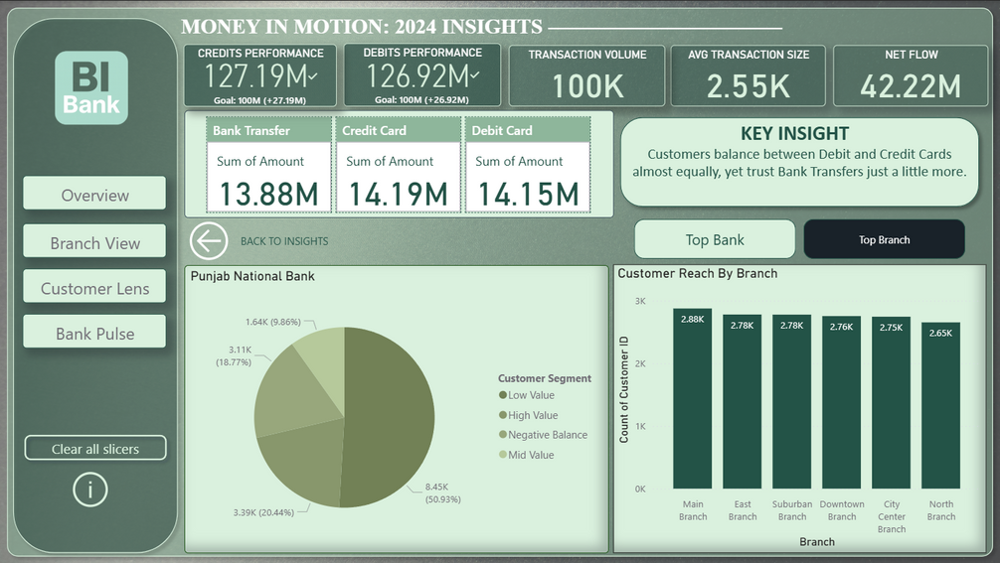 MONEY IN MOTION: 2024 INSIGHTS
BI
Bank
CREDITS PERFORMANCE
127.19M✓
Goal: 100M (+27.19M)
DEBITS PERFORMANCE
126.92M✓
Goal: 100M (+26.92M)
TRANSACTION VOLUME
100K
AVG TRANSACTION SIZE
2.55K
NET FLOW
42.22M
Bank Transfer
Sum of Amount
13.88M
Credit Card
Sum of Amount
14.19M
Debit Card
Sum of Amount
14.15M
KEY INSIGHT
Customers balance between Debit and Credit Cards
almost equally, yet trust Bank Transfers just a little more.
Overview
Branch View
Customer Lens
Bank Pulse
Clear all slicers
i
BACK TO INSIGHTS
Top Bank
Top Branch
Punjab National Bank
1.64K (9.86%)
3.11K
(18.77%)
3.39K (20.44%)
8.45K
(50.93%)
Customer Segment
Low Value
High Value
Negative Balance
Mid Value
Customer Reach By Branch
Count of Customer ID
3K
2K
1K
0K
2.88K
2.78K
2.78K
2.76K
2.75K
2.65K
Main
Branch
East
Branch
Suburban
Branch
Downtown
Branch
City
Center
Branch
North
Branch
Branch